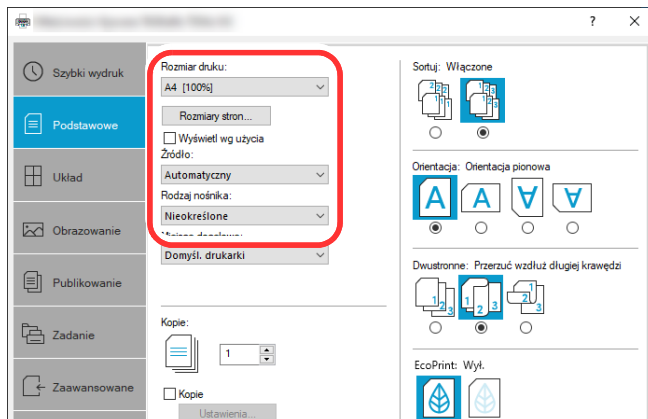 Szybki wydruk
Podstawowe
Układ
Obrazowanie
Publikowanie
Zadanie
Zaawansowane
Rozmiar druku:
A4 [100%]
Rozmiary stron...
Wyświetl wg użycia
Źródło:
Automatyczny
Rodzaj nośnika:
Nieokreślone
Domyśl. drukarki
Kopie:
1
Kopie
Ustawienia...
Sortuj: Włączone
Orientacja: Orientacja pionowa
Dwustronne: Przerzuć wzdłuż długiej krawędzi
EcoPrint: Wył.